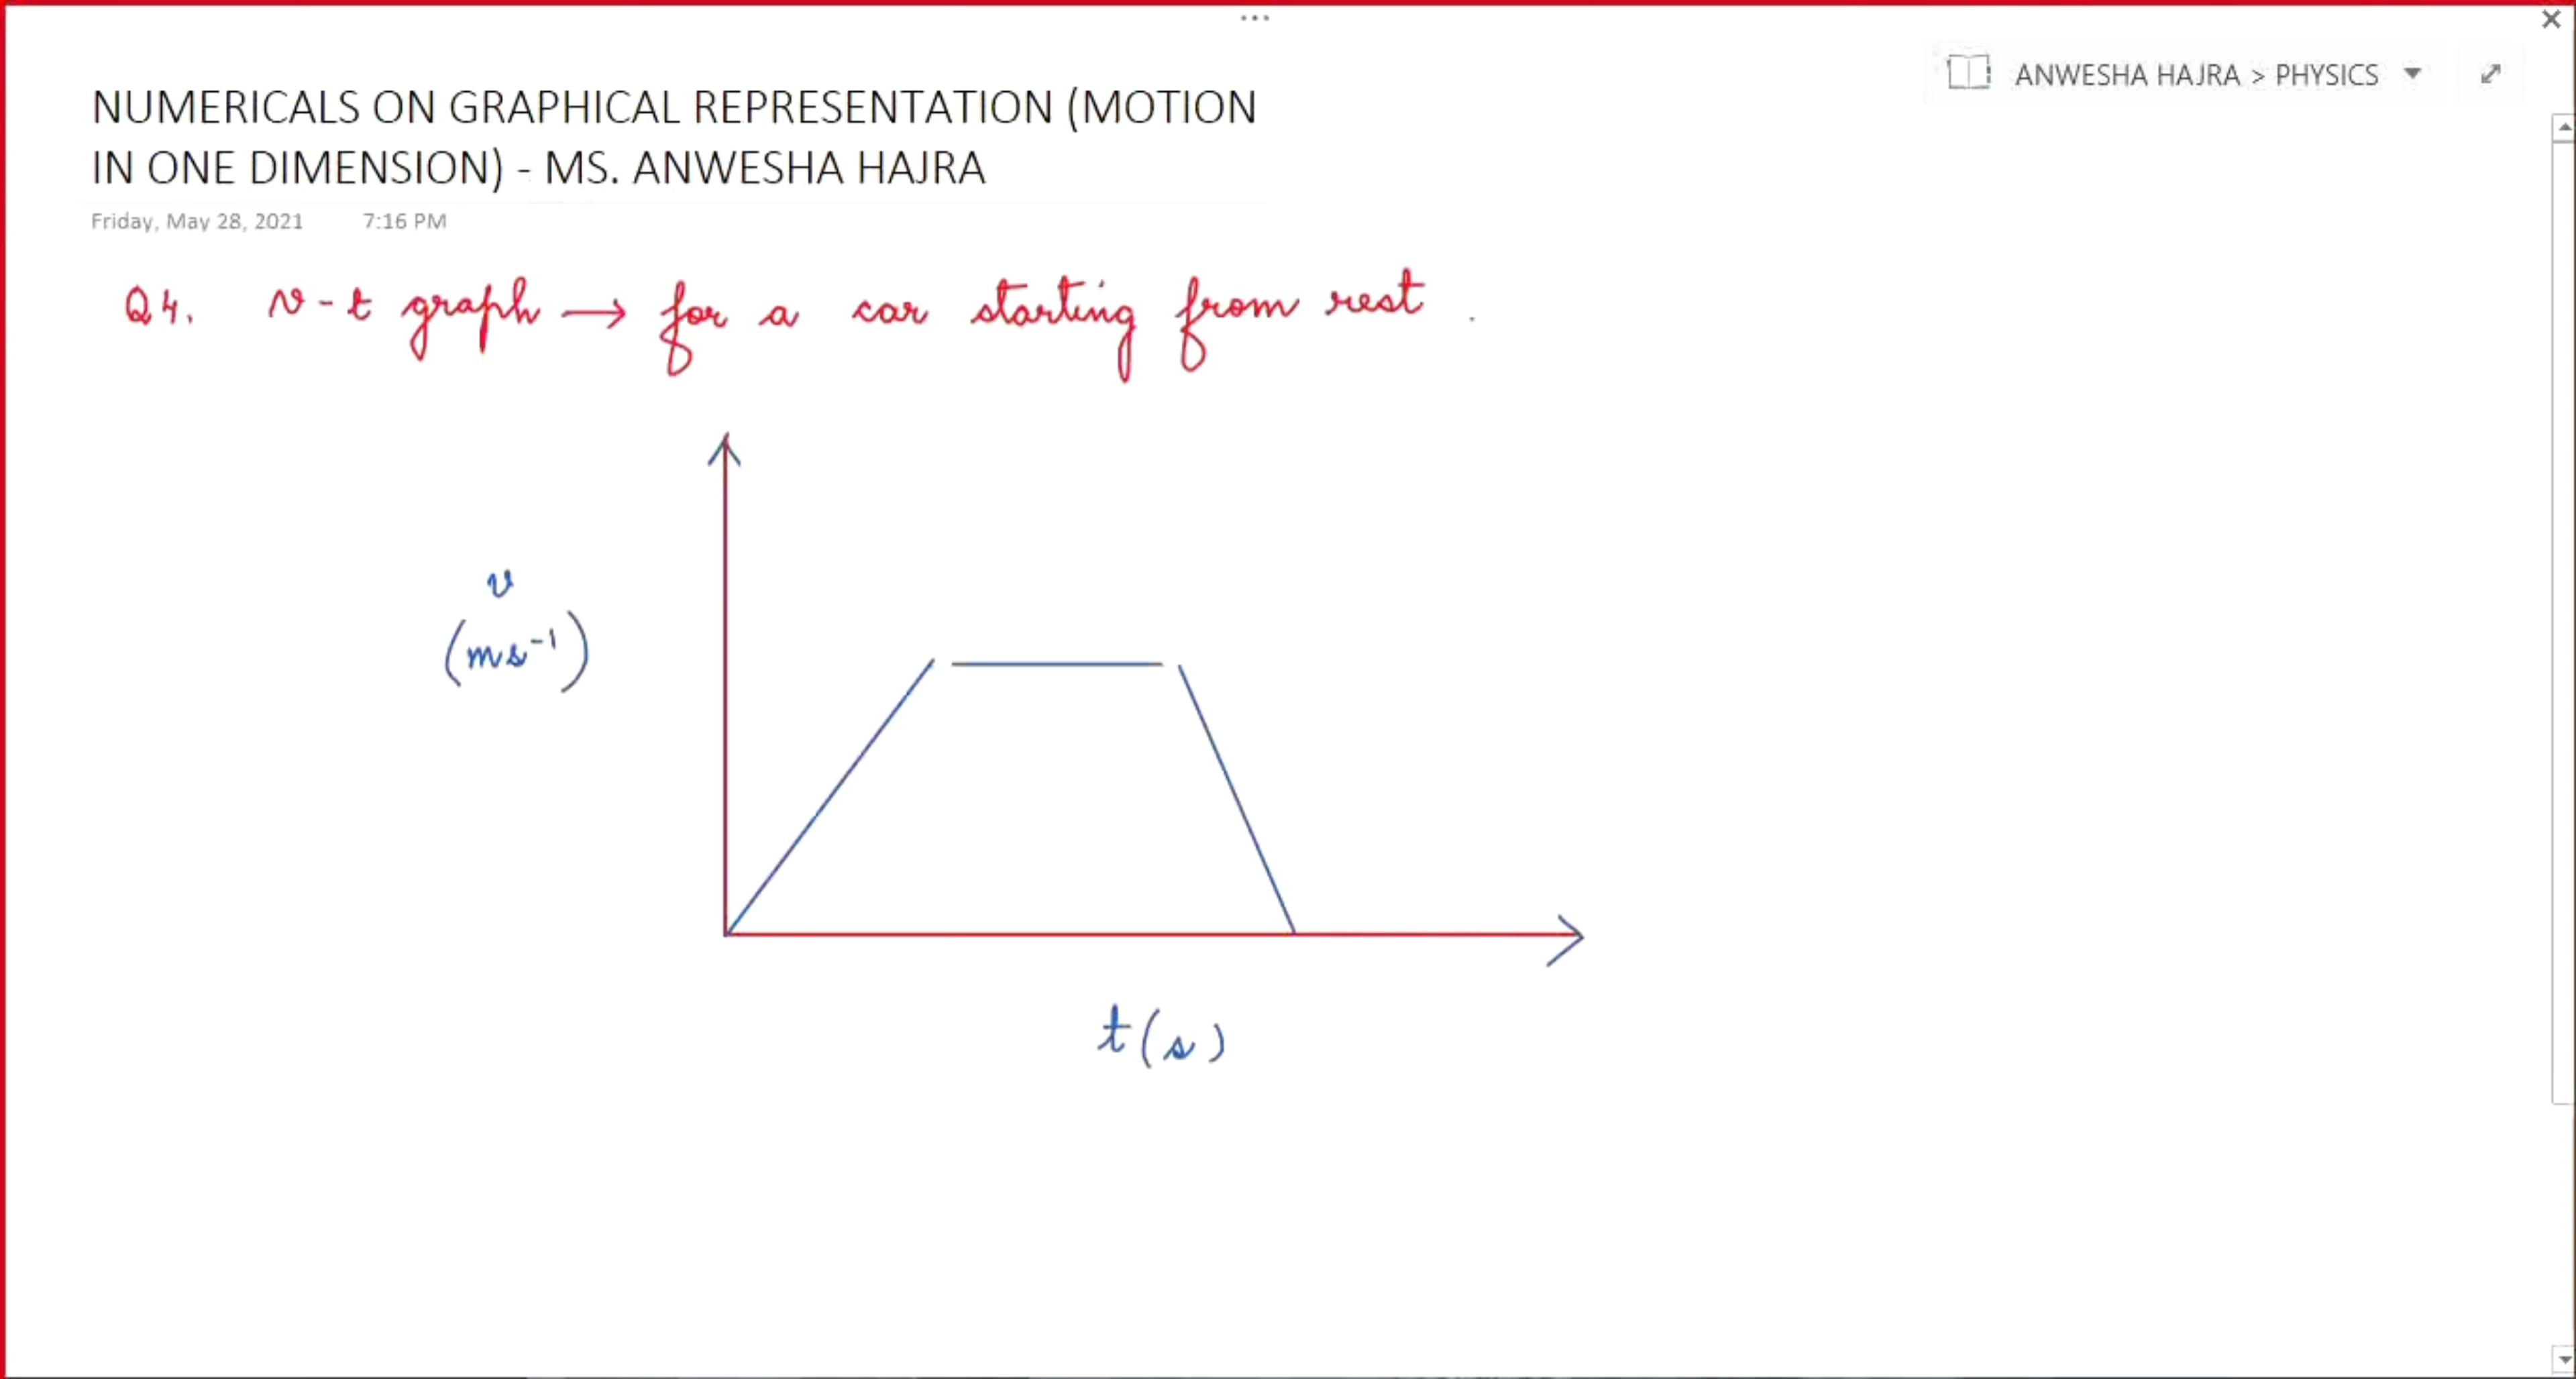 ANWESHA HAJRA > PHYSICS
NUMERICALS ON GRAPHICAL REPRESENTATION (MOTION
IN ONE DIMENSION) - MS. ANWESHA HAJRA
Friday, May 28, 2021 7:16 PM
Q4. v-t graph → for a car starting from rest.
v
(ms⁻¹)
t(s)